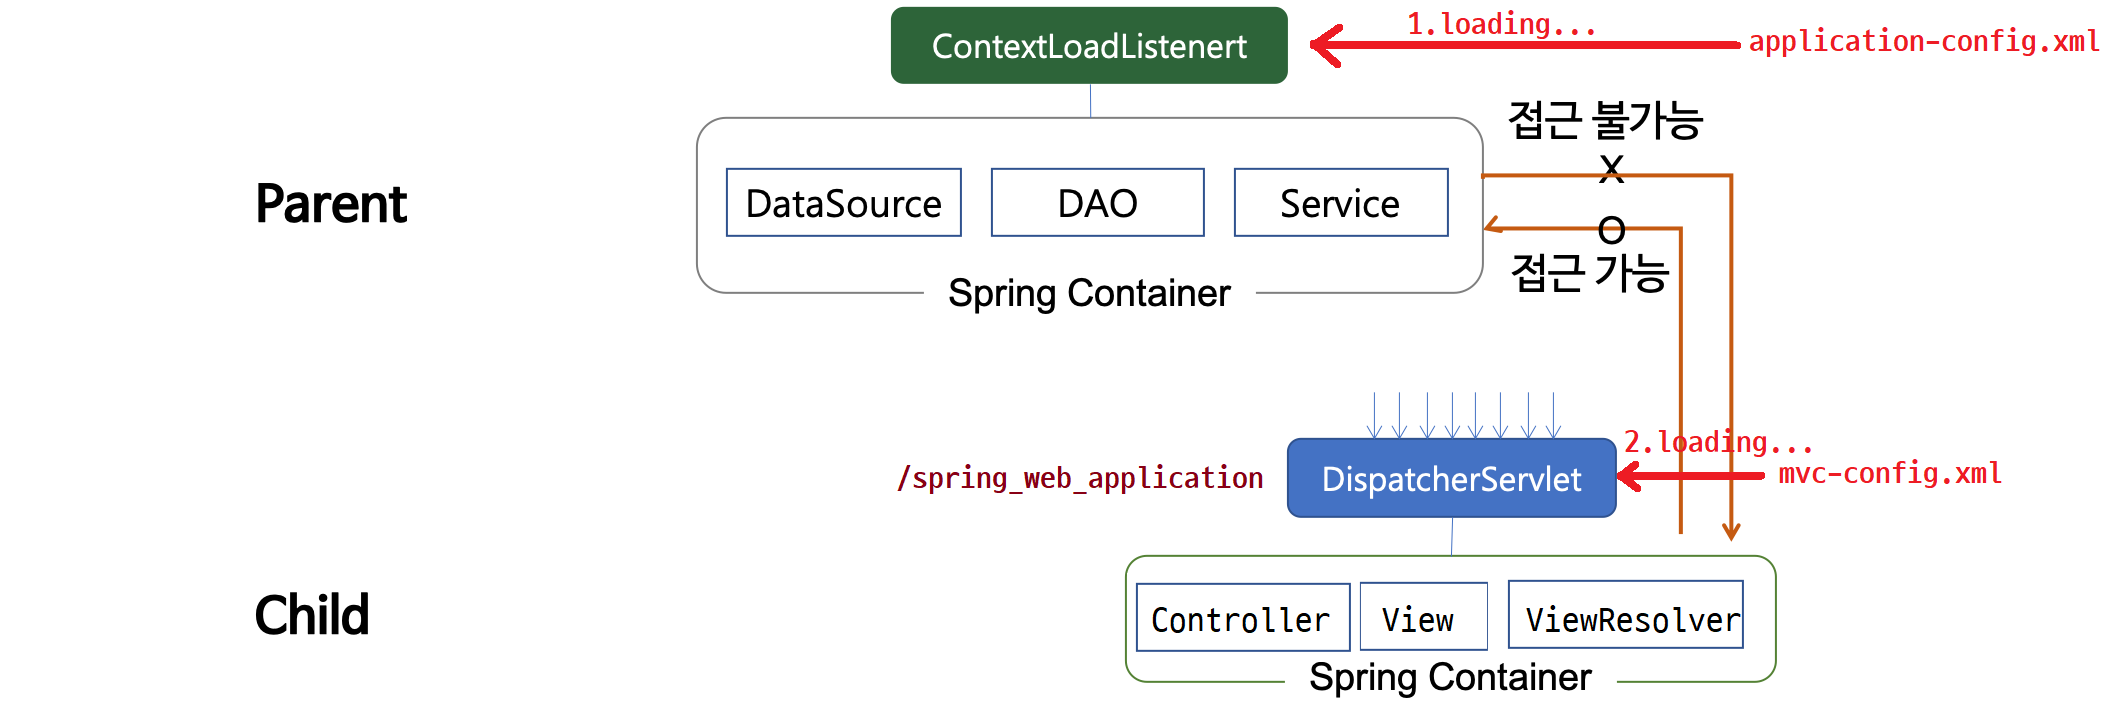 1.loading...
ContextLoadListenert
application-config.xml
접근 불가능
X
Parent
DataSource
DAO
Service
O
접근 가능
Spring Container
2.loading...
/spring_web_application
DispatcherServlet
mvc-config.xml
Child
Controller
View
ViewResolver
Spring Container